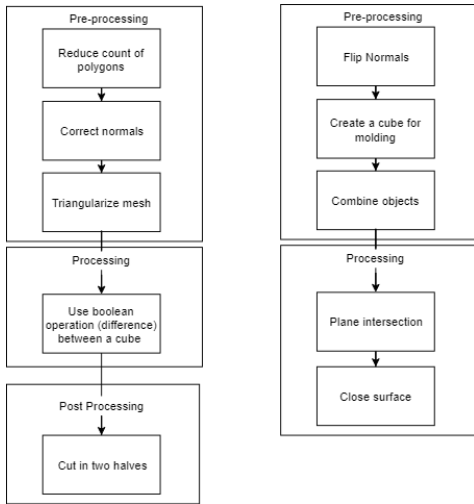 Pre-processing
Reduce count of
polygons
Correct normals
Triangularize mesh
Processing
Use boolean
operation (difference)
between a cube
Post Processing
Cut in two halves
Pre-processing
Flip Normals
Create a cube for
molding
Combine objects
Processing
Plane intersection
Close surface